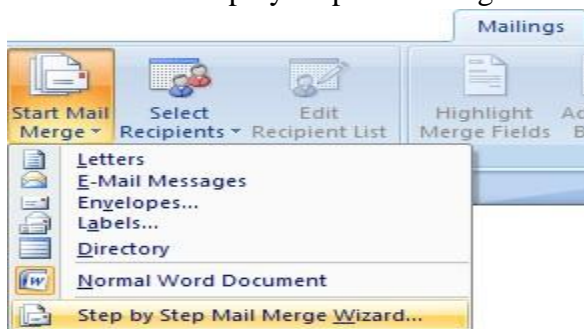 Mailings
Start Mail Merge
Select Recipients
Edit Recipient List
Highlight Merge Fields
Letters
E-Mail Messages
Envelopes...
Labels...
Directory
Normal Word Document
Step by Step Mail Merge Wizard...